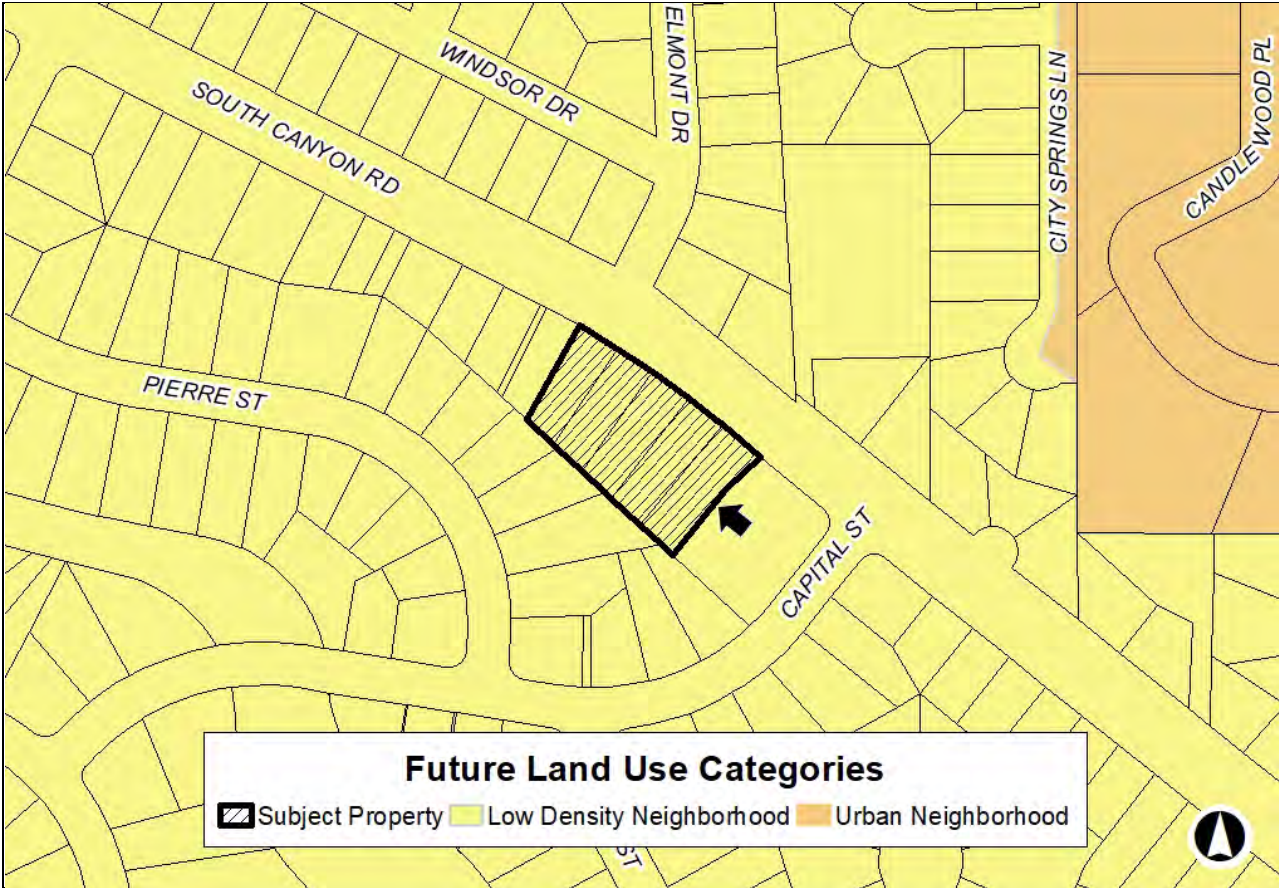 ELMONT DR
WINDSOR DR
CITY SPRINGS LN
CANDLEWOOD PL
SOUTH CANYON RD
PIERRE ST
CAPITAL ST
Future Land Use Categories
Subject Property Low Density Neighborhood Urban Neighborhood
ST